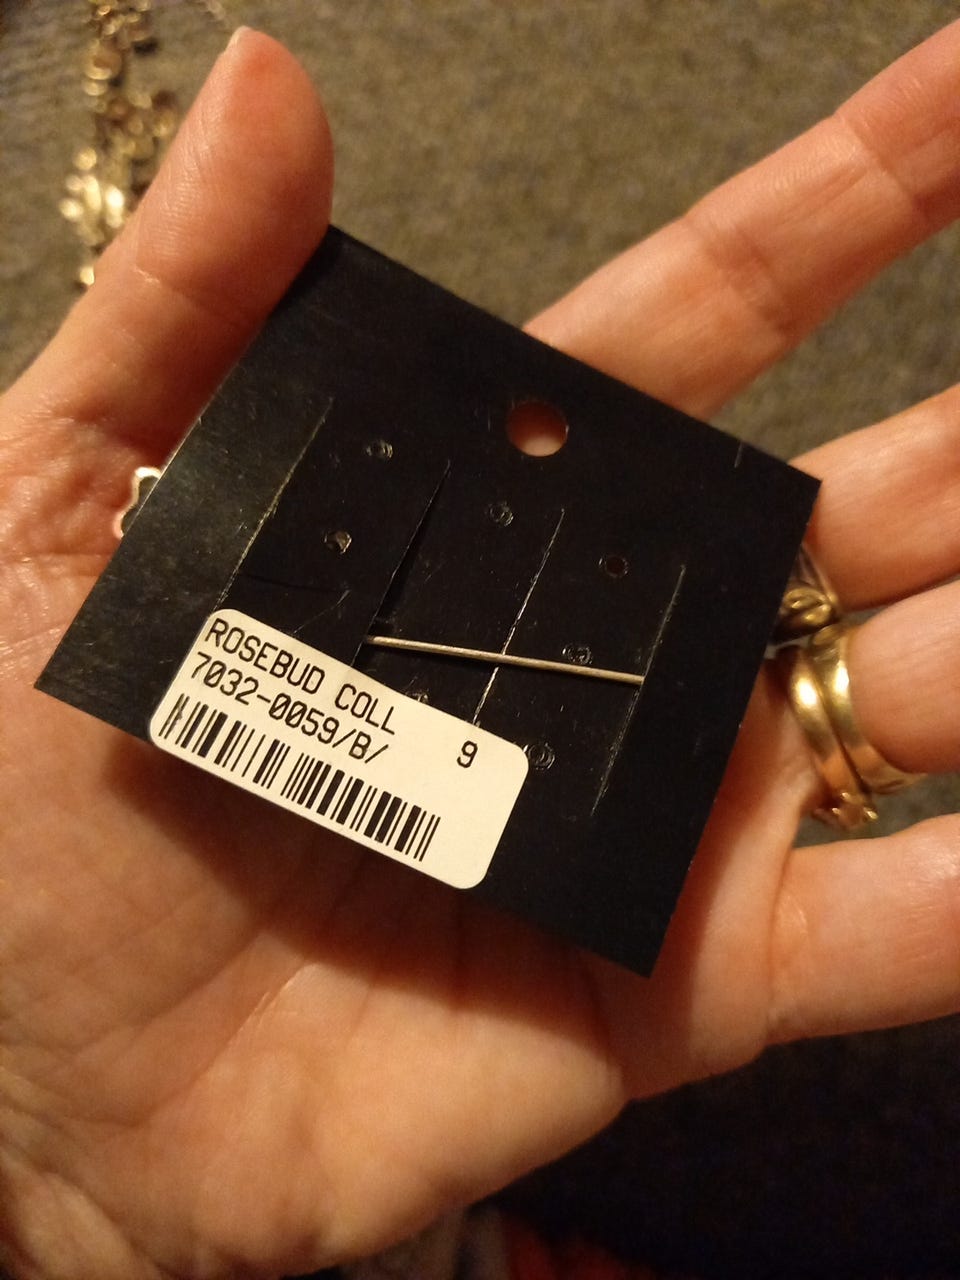 ROSEBUD COLL
7032-0059/B/ 9